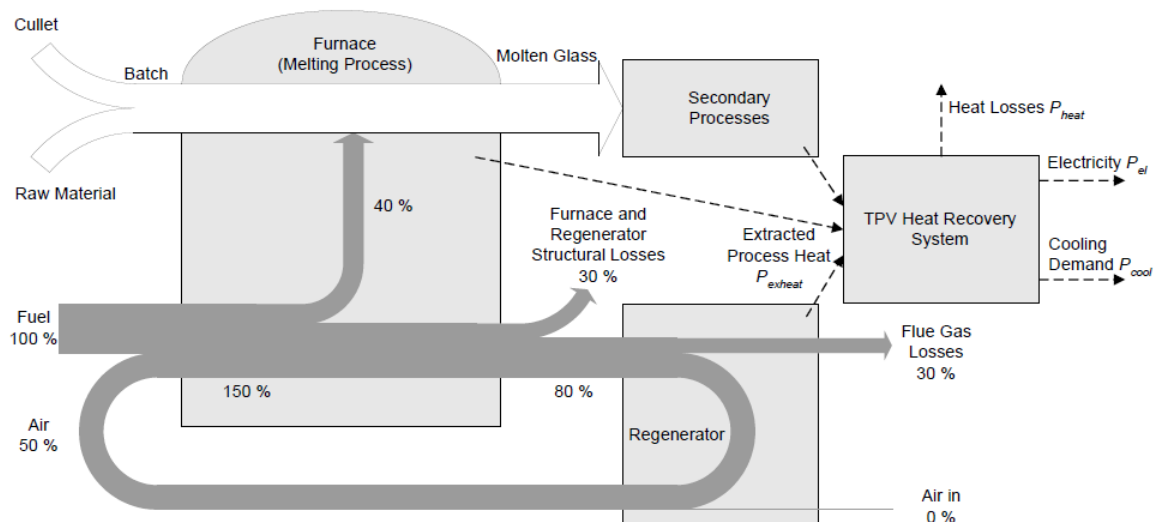 Cullet
Furnace
(Melting Process)
Molten Glass
Batch
Secondary
Processes
Heat Losses P_heat
Raw Material
Electricity P_el
40 %
Furnace and
Regenerator
Structural Losses
30 %
Extracted
Process Heat
P_exheat
TPV Heat Recovery
System
Cooling
Demand P_cool
Fuel
100 %
Flue Gas
Losses
30 %
150 %
80 %
Air
50 %
Regenerator
Air in
0 %